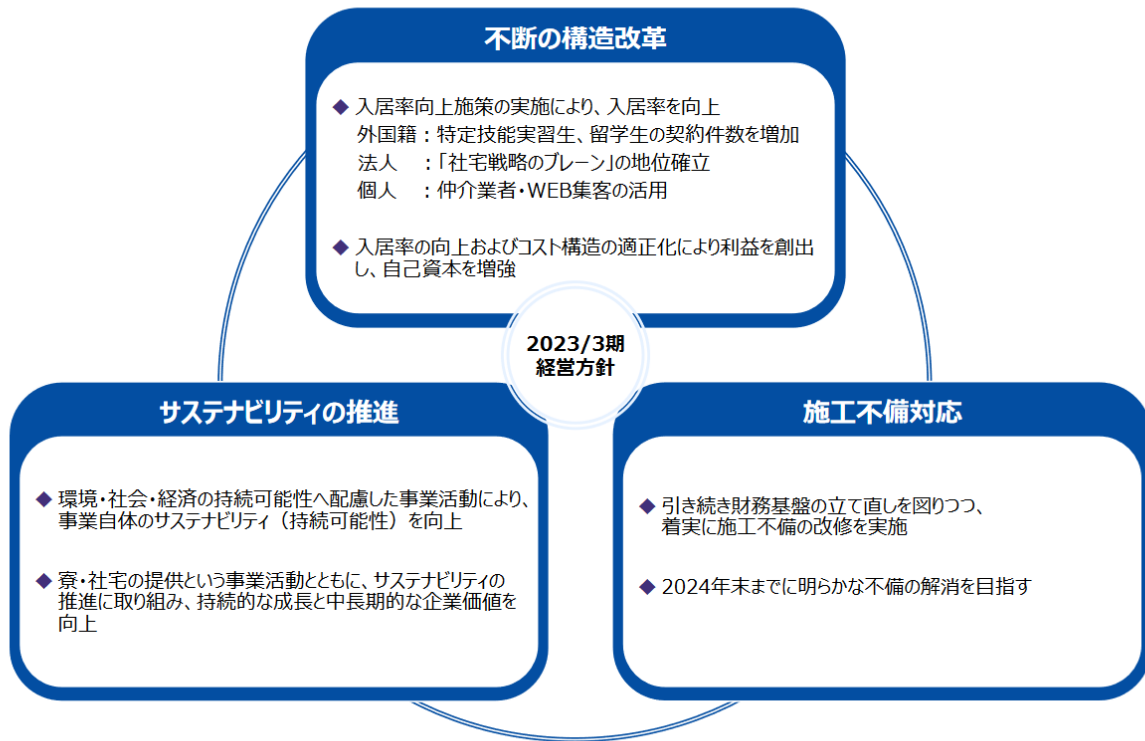 不断の構造改革
◆ 入居率向上施策の実施により、入居率を向上
外国籍：特定技能実習生、留学生の契約件数を増加
法人　：「社宅戦略のブレーン」の地位確立
個人　：仲介業者・WEB集客の活用
◆ 入居率の向上およびコスト構造の適正化により利益を創出
し、自己資本を増強
2023/3期
経営方針
サステナビリティの推進
◆ 環境・社会・経済の持続可能性へ配慮した事業活動により、
事業自体のサステナビリティ（持続可能性）を向上
◆ 寮・社宅の提供という事業活動とともに、サステナビリティの
推進に取り組み、持続的な成長と中長期的な企業価値を
向上
施工不備対応
◆ 引き続き財務基盤の立て直しを図りつつ、
着実に施工不備の改修を実施
◆ 2024年末までに明らかな不備の解消を目指す